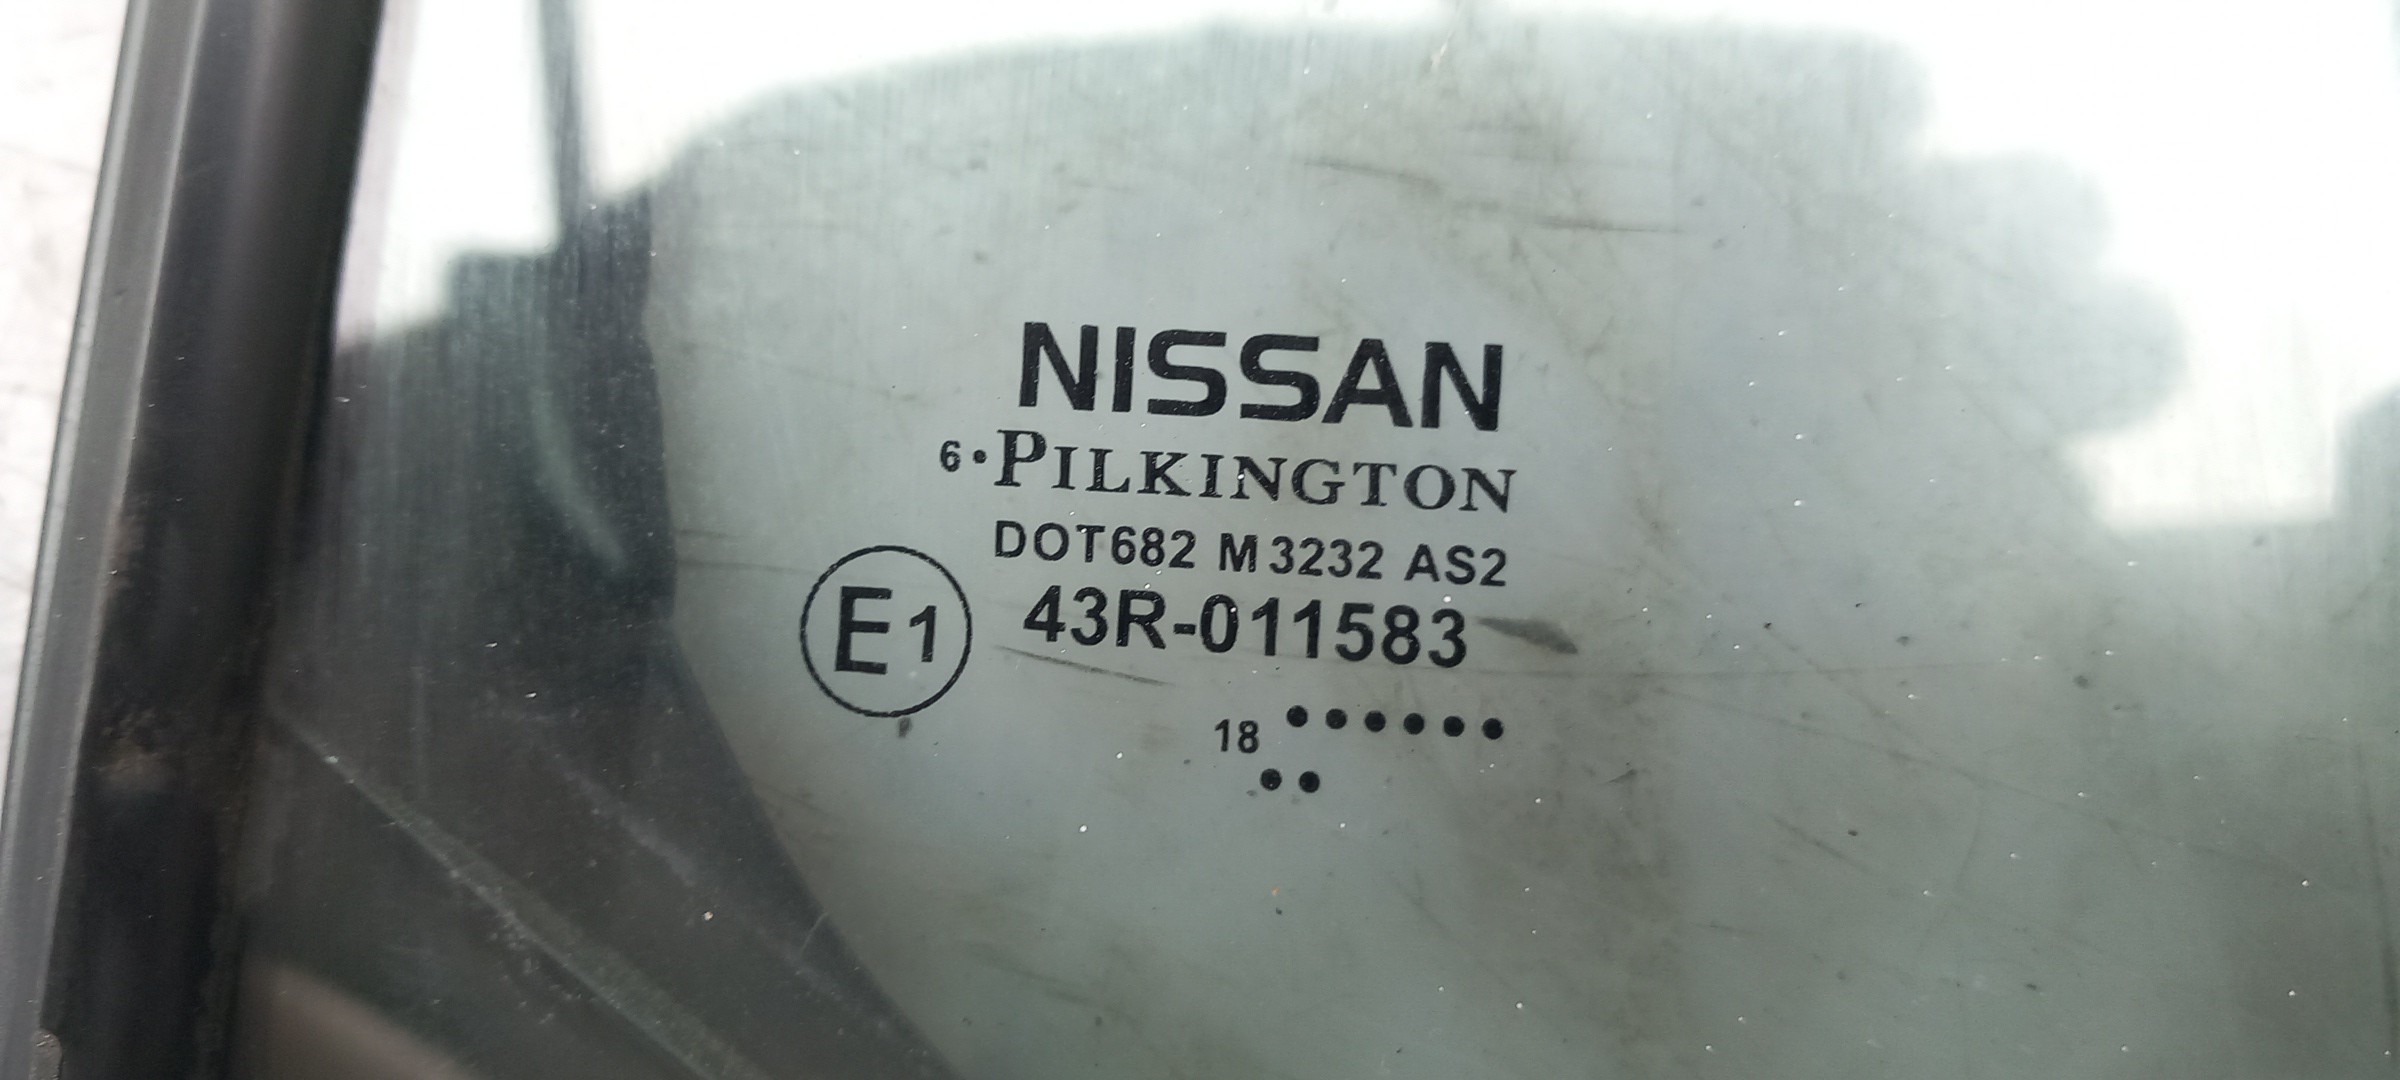 NISSAN
6•PILKINGTON
DOT682 M3232 AS2
E1 43R-011583
18 ••••••
••